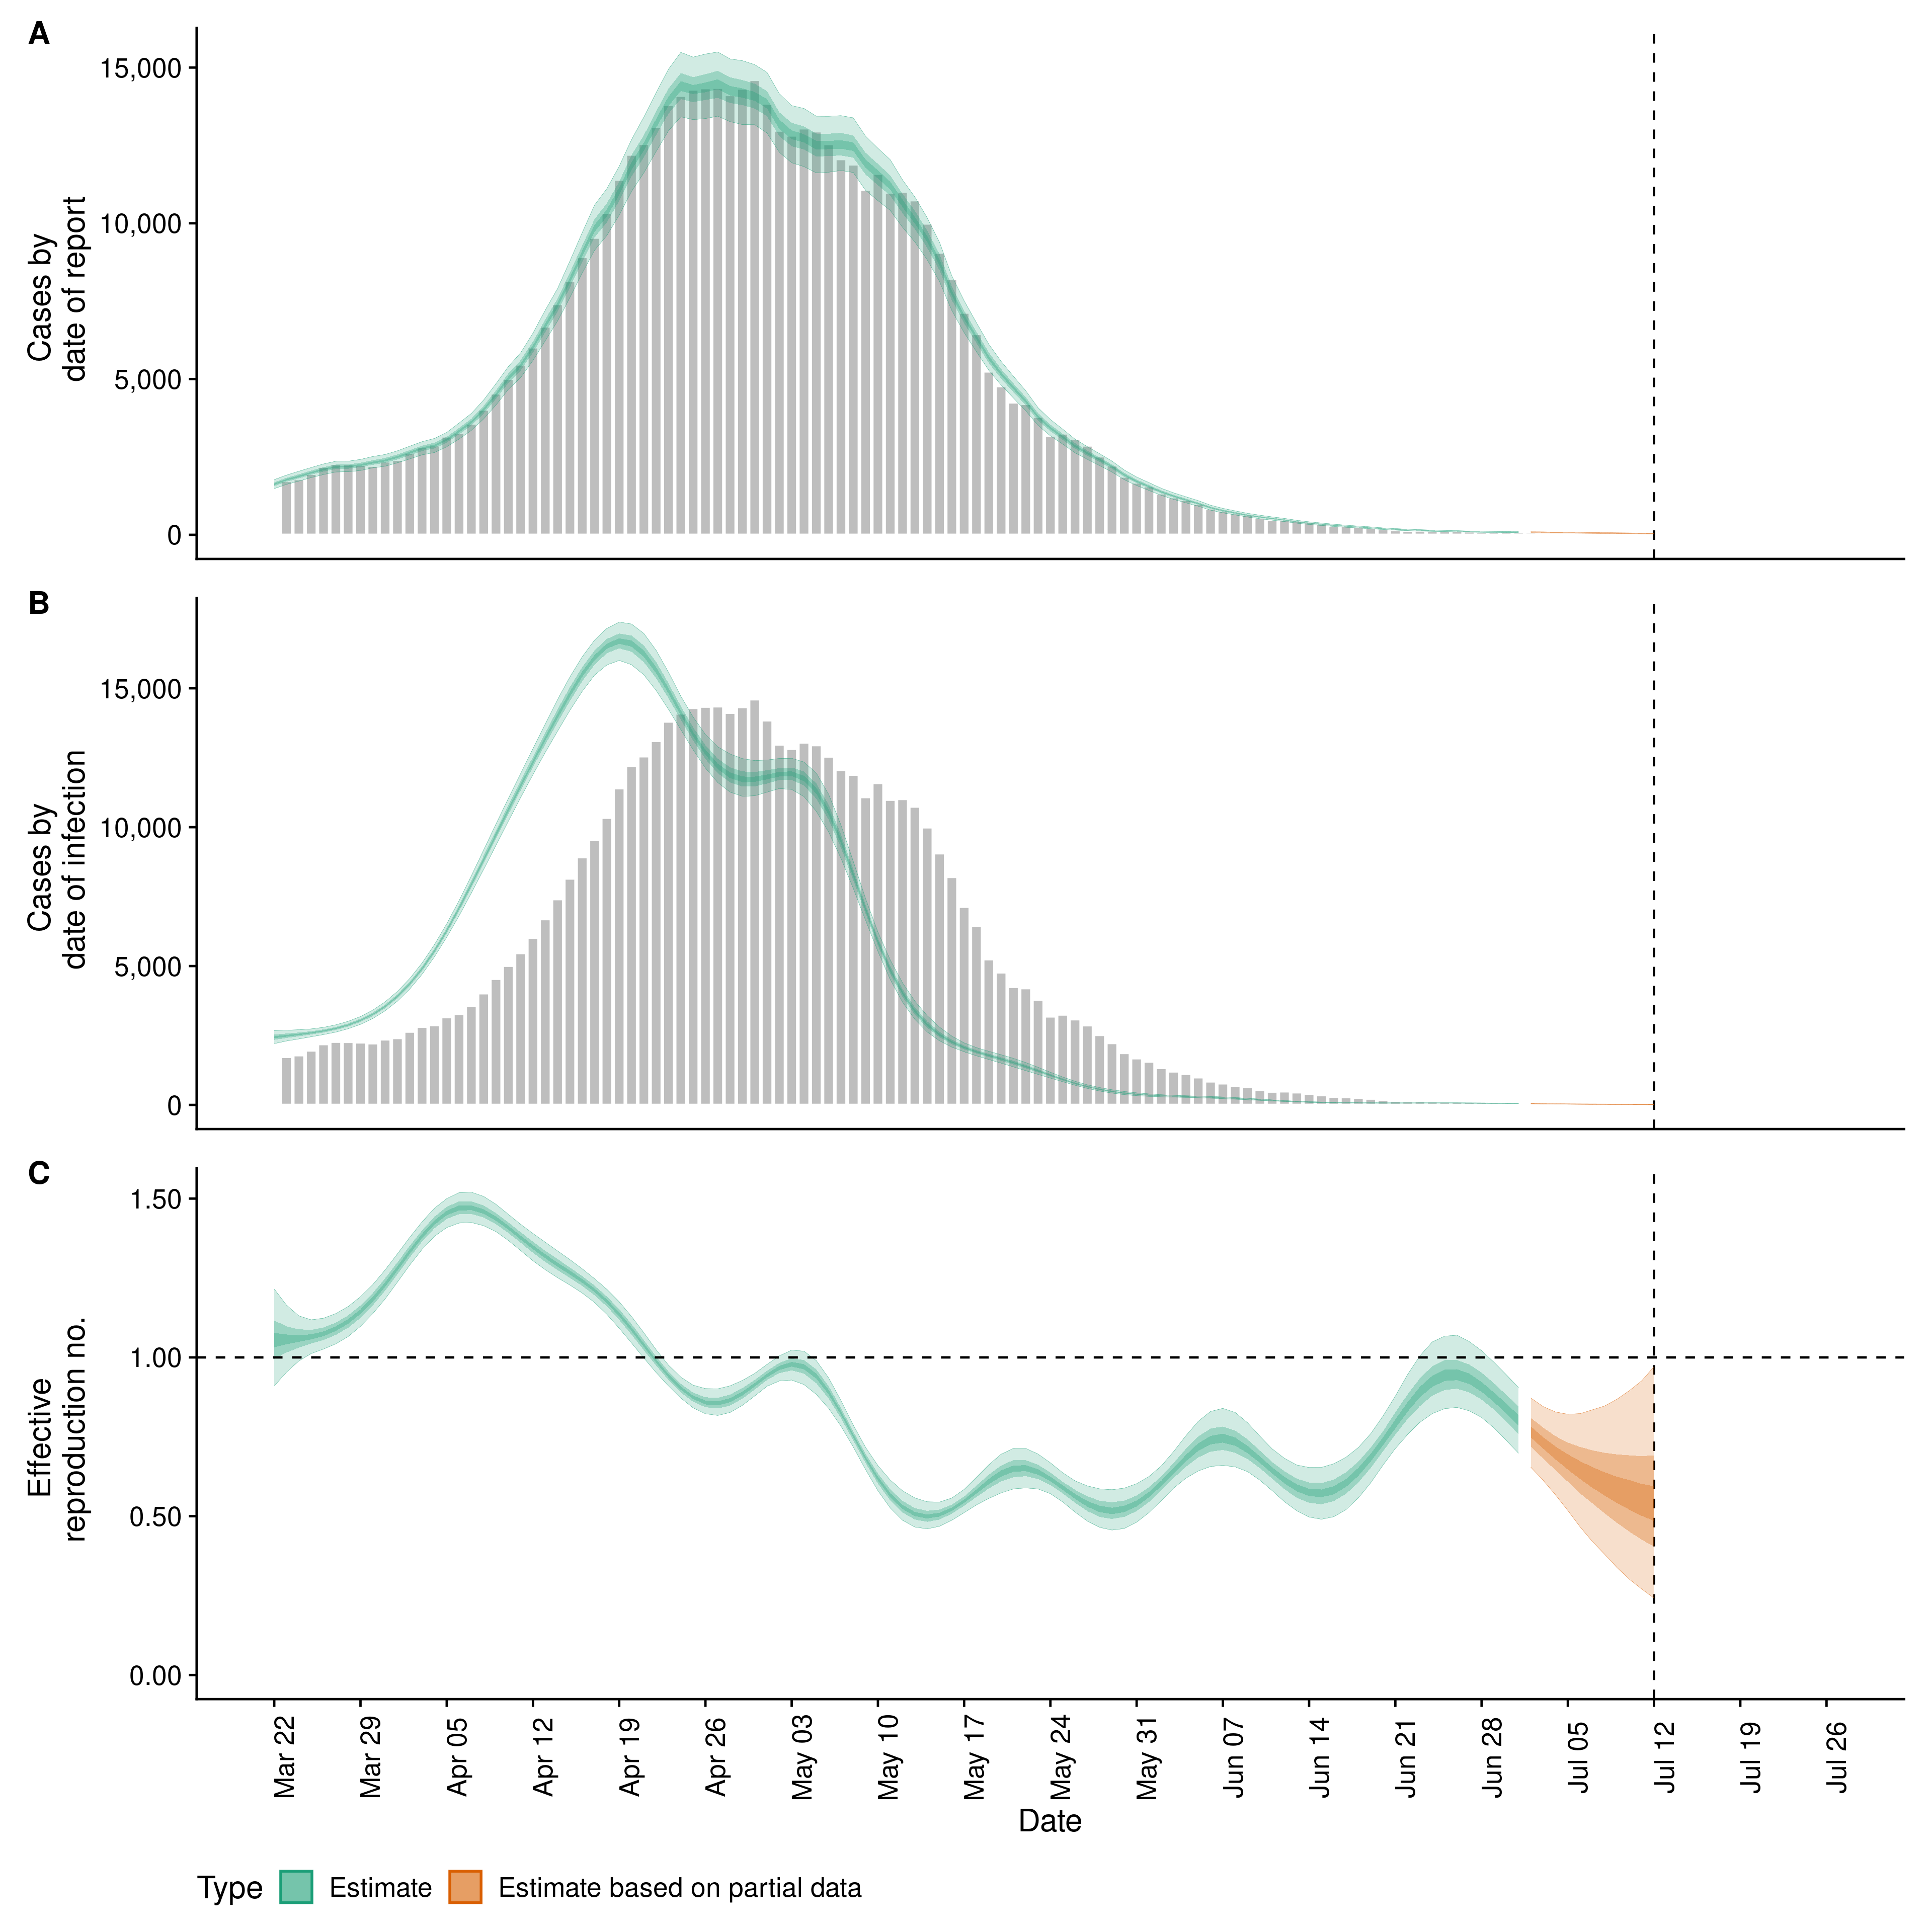 A
Cases by
date of report
15,000
10,000
5,000
0
B
Cases by
date of infection
15,000
10,000
5,000
0
C
Effective
reproduction no.
1.50
1.00
0.50
0.00
Mar 22
Mar 29
Apr 05
Apr 12
Apr 19
Apr 26
May 03
May 10
May 17
May 24
May 31
Jun 07
Jun 14
Jun 21
Jun 28
Jul 05
Jul 12
Jul 19
Jul 26
Date
Type Estimate Estimate based on partial data